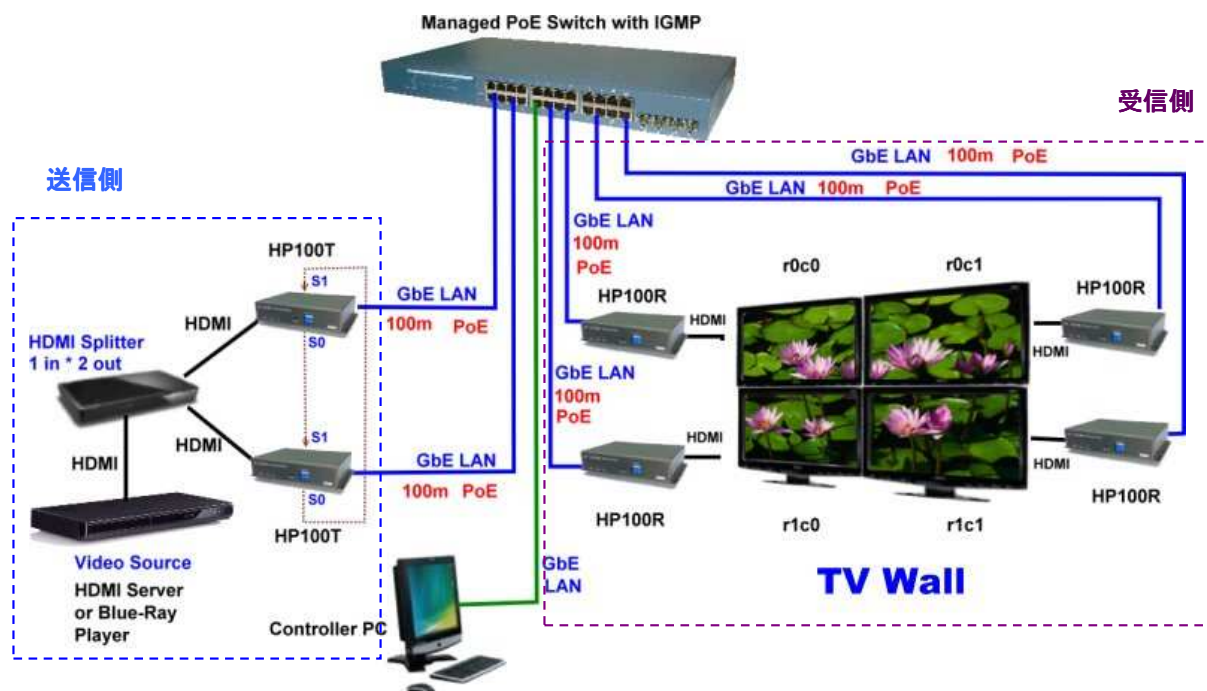 Managed PoE Switch with IGMP
受信側
送信側
GbE LAN 100m PoE
GbE LAN 100m PoE
GbE LAN
100m
PoE
HP100T
S1
S0
GbE LAN
100m PoE
HDMI
HDMI Splitter
1 in * 2 out
HDMI
HDMI
S1
S0
GbE LAN
100m PoE
HP100T
Video Source
HDMI Server
or Blue-Ray
Player
Controller PC
GbE
LAN
HP100R
HDMI
r0c0
r0c1
HP100R
HDMI
GbE LAN
100m
PoE
HDMI
HP100R
r1c0
r1c1
HDMI
HP100R
TV Wall